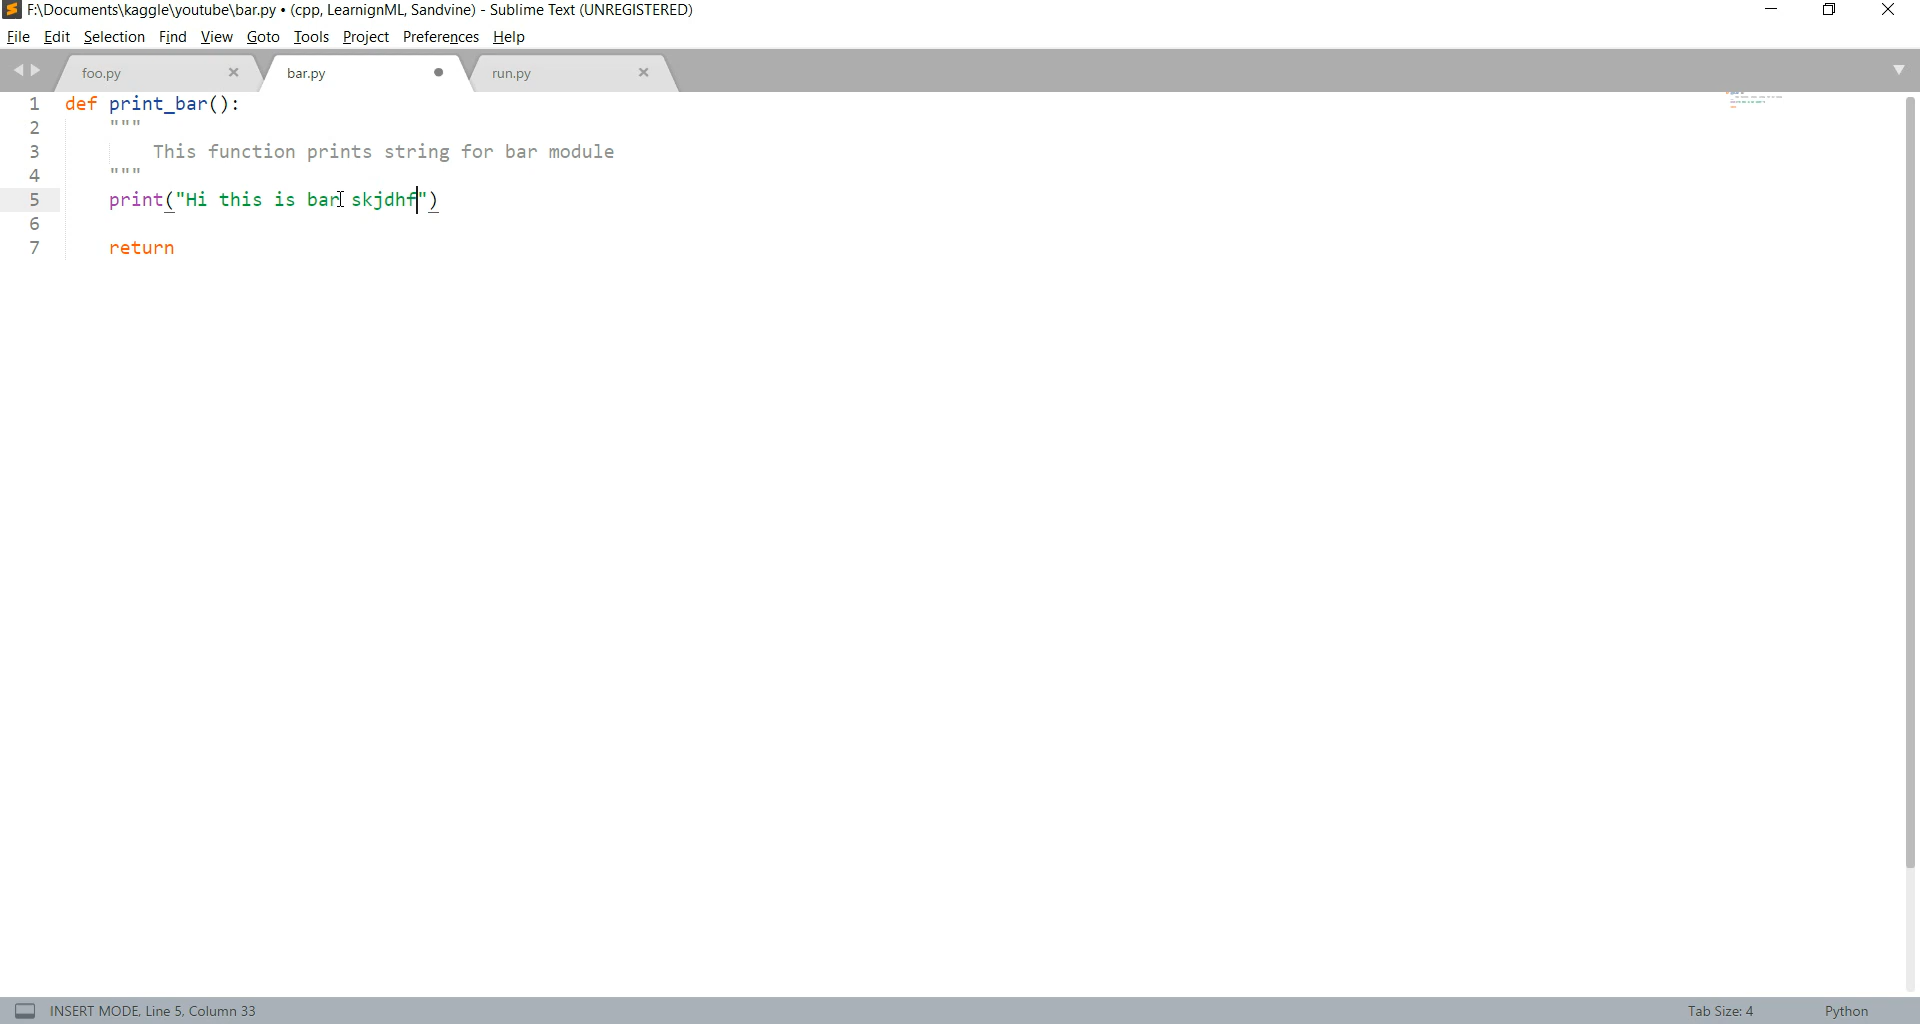 F:\Documents\kaggle\youtube\bar.py • (cpp, LearnignML, Sandvine) - Sublime Text (UNREGISTERED)
File Edit Selection Find View Goto Tools Project Preferences Help
foo.py bar.py run.py
1 def print_bar():
2 """
3 This function prints string for bar module
4 """
5 print("Hi this is bar skjdhf")
6
7 return
INSERT MODE, Line 5, Column 33 Tab Size: 4 Python